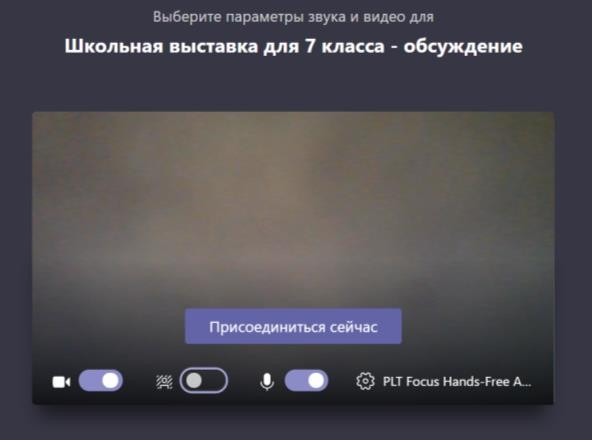 Выберите параметры звука и видео для
Школьная выставка для 7 класса - обсуждение
Присоединиться сейчас
PLT Focus Hands-Free A...